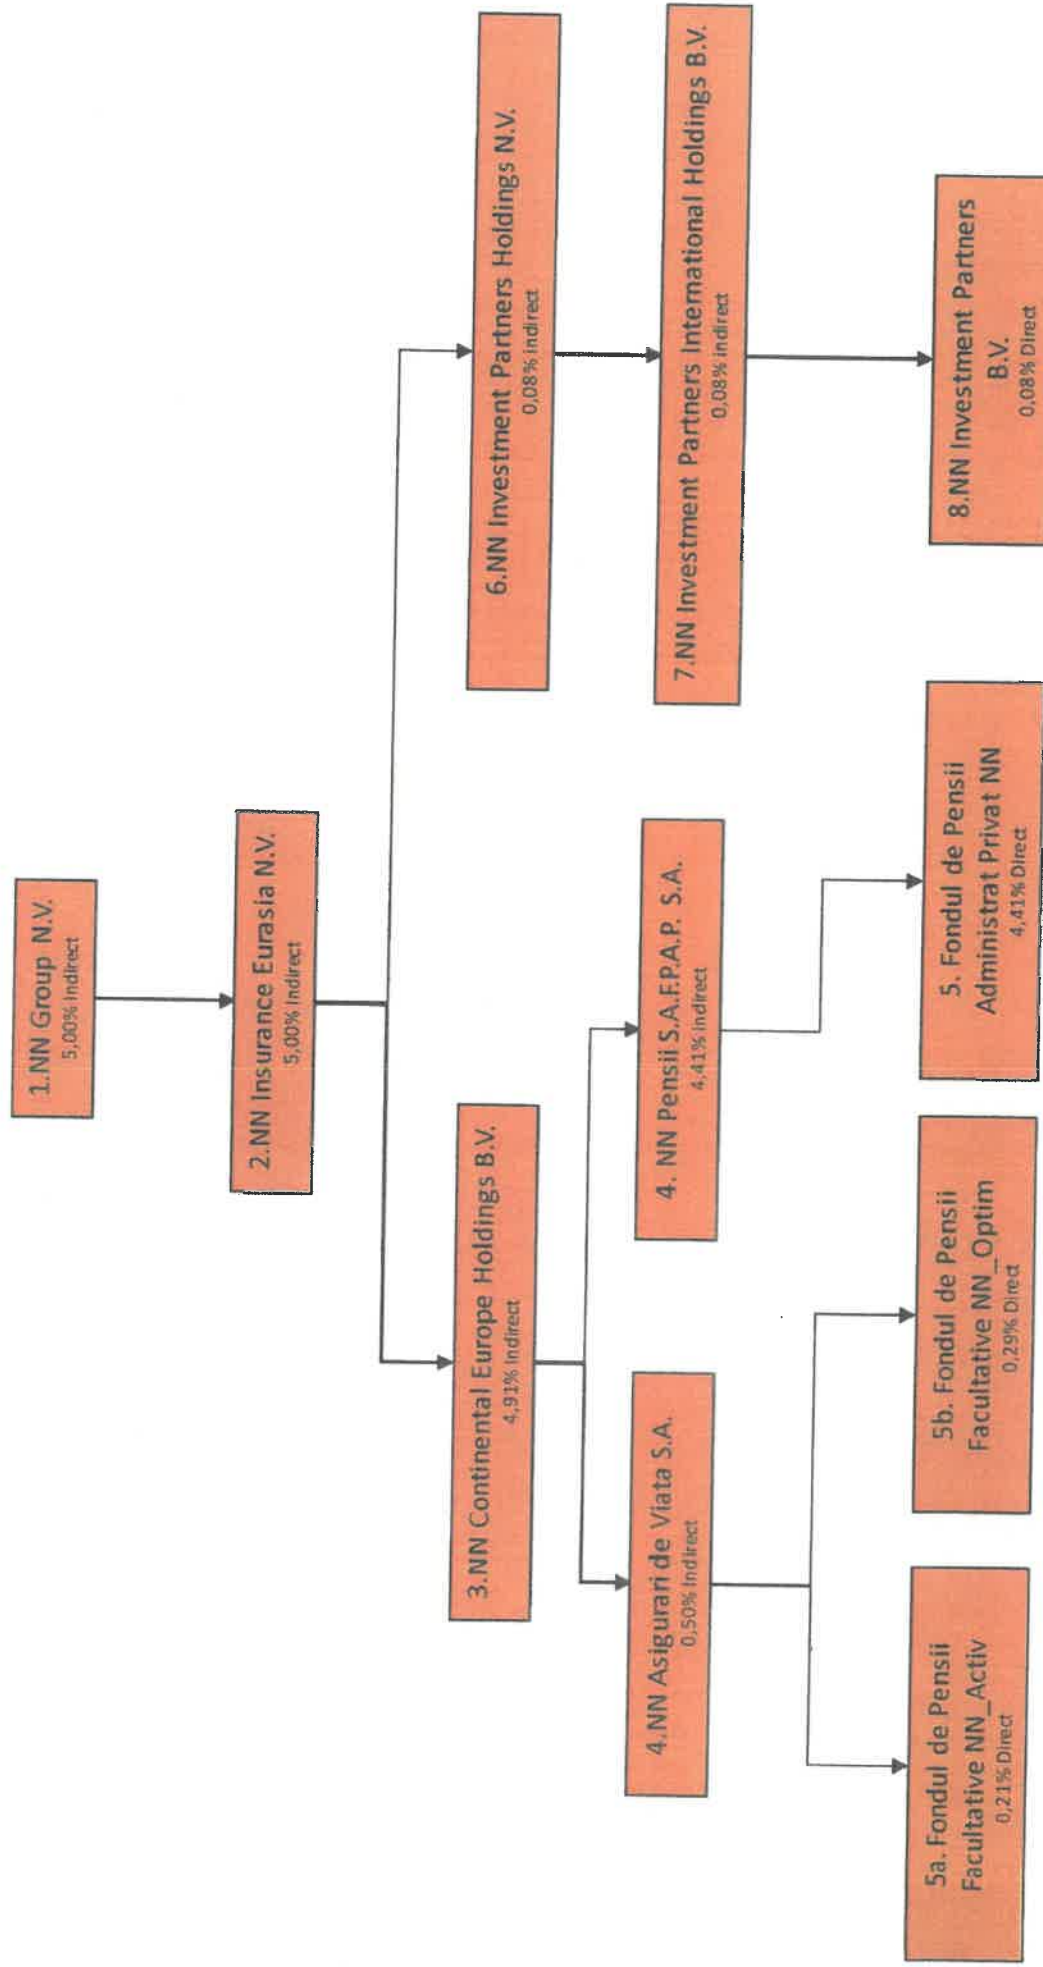 1.NN Group N.V.
5,00% Indirect
2.NN Insurance Eurasia N.V.
5,00% Indirect
3.NN Continental Europe Holdings B.V.
4,91% Indirect
6.NN Investment Partners Holdings N.V.
0,08% indirect
4.NN Asigurari de Viata S.A.
0,50% Indirect
4. NN Pensii S.A.F.P.A.P. S.A.
4,41% indirect
7.NN Investment Partners International Holdings B.V.
0,08% indirect
5a. Fondul de Pensii
Facultative NN_Activ
0,21% Direct
5b. Fondul de Pensii
Facultative NN_Optim
0,29% Direct
5. Fondul de Pensii
Administrat Privat NN
4,41% Direct
8.NN Investment Partners
B.V.
0,08% Direct